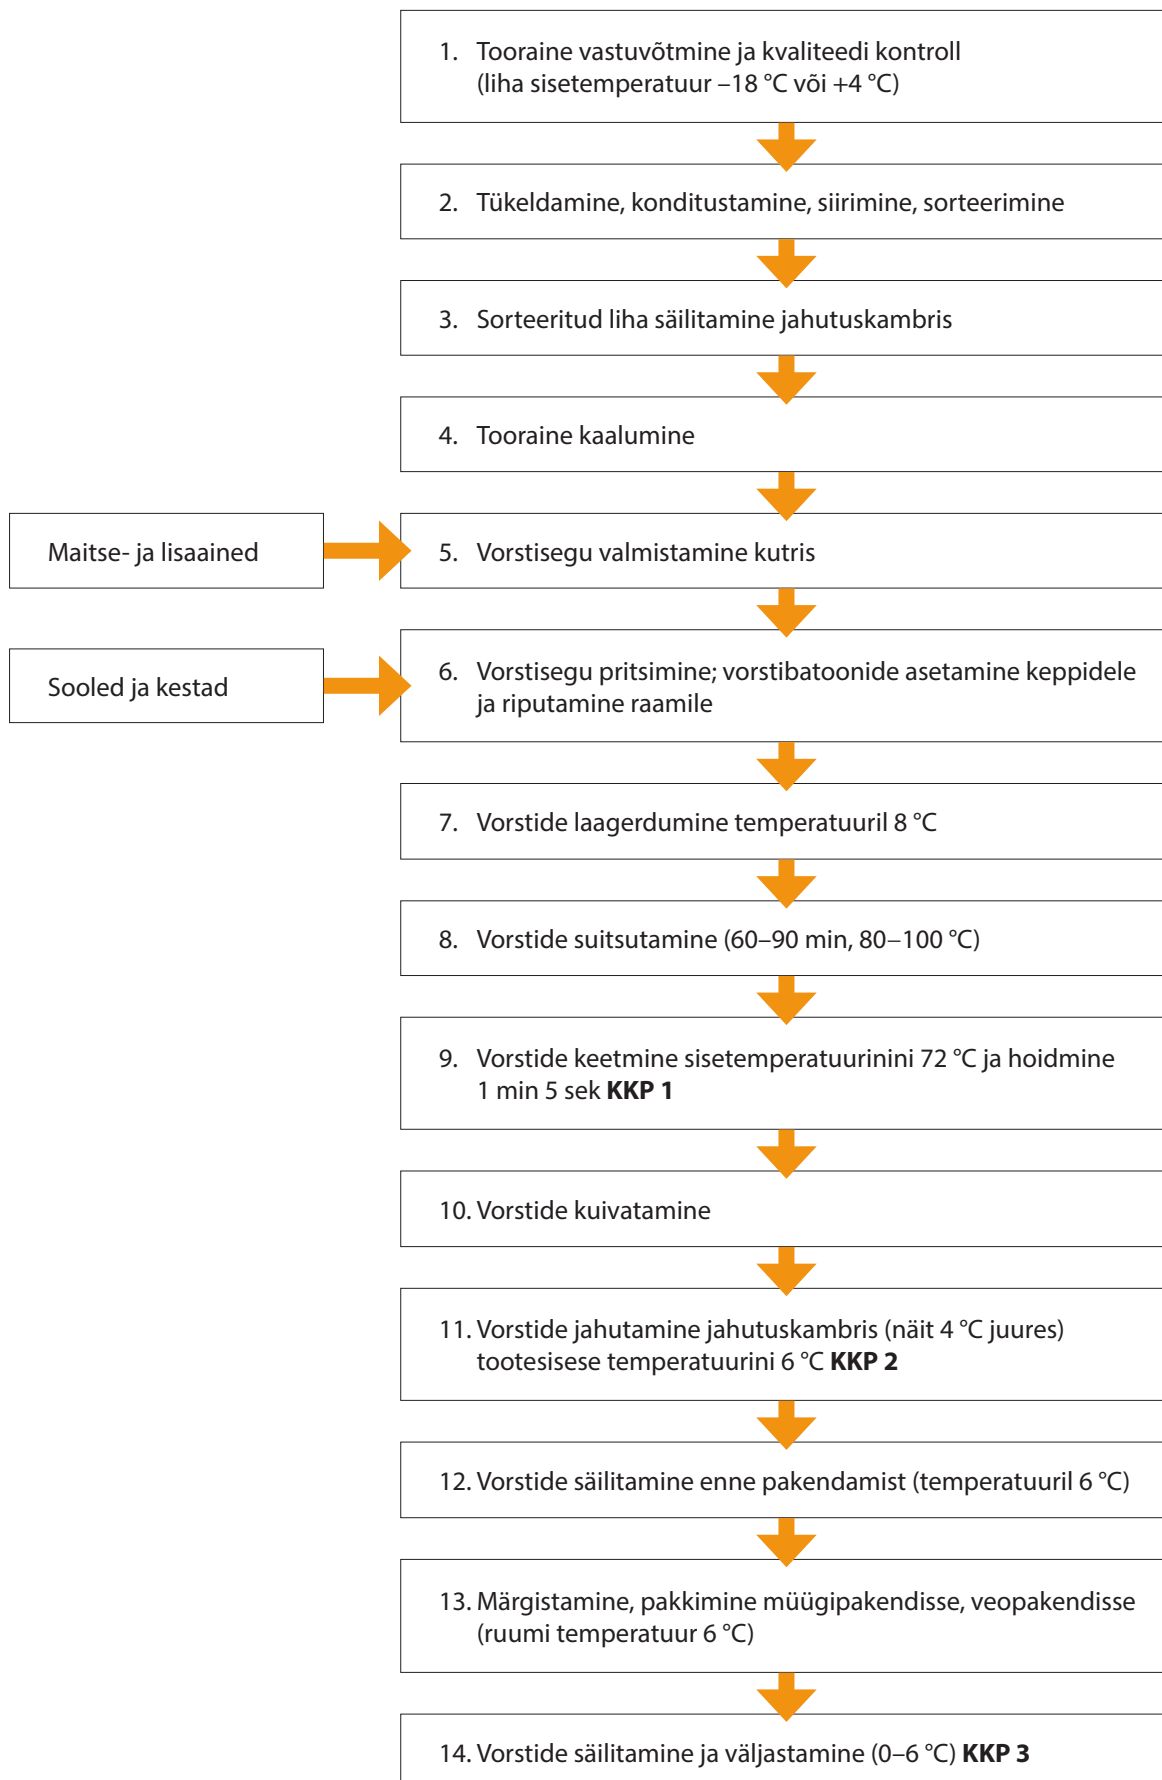 1. Tooraine vastuvõtmine ja kvaliteedi kontroll
(liha sisetemperatuur –18 °C või +4 °C)
2. Tükeldamine, konditustamine, siirimine, sorteerimine
3. Sorteeritud liha säilitamine jahutuskambris
4. Tooraine kaalumine
Maitse- ja lisaained
5. Vorstisegu valmistamine kutris
Sooled ja kestad
6. Vorstisegu pritsimine; vorstibatoonide asetamine keppidele
ja riputamine raamile
7. Vorstide laagerdumine temperatuuril 8 °C
8. Vorstide suitsutamine (60–90 min, 80–100 °C)
9. Vorstide keetmine sisetemperatuurinini 72 °C ja hoidmine
1 min 5 sek KKP 1
10. Vorstide kuivatamine
11. Vorstide jahutamine jahutuskambris (näit 4 °C juures)
tootesisese temperatuurini 6 °C KKP 2
12. Vorstide säilitamine enne pakendamist (temperatuuril 6 °C)
13. Märgistamine, pakkimine müügipakendisse, veopakendisse
(ruumi temperatuur 6 °C)
14. Vorstide säilitamine ja väljastamine (0–6 °C) KKP 3